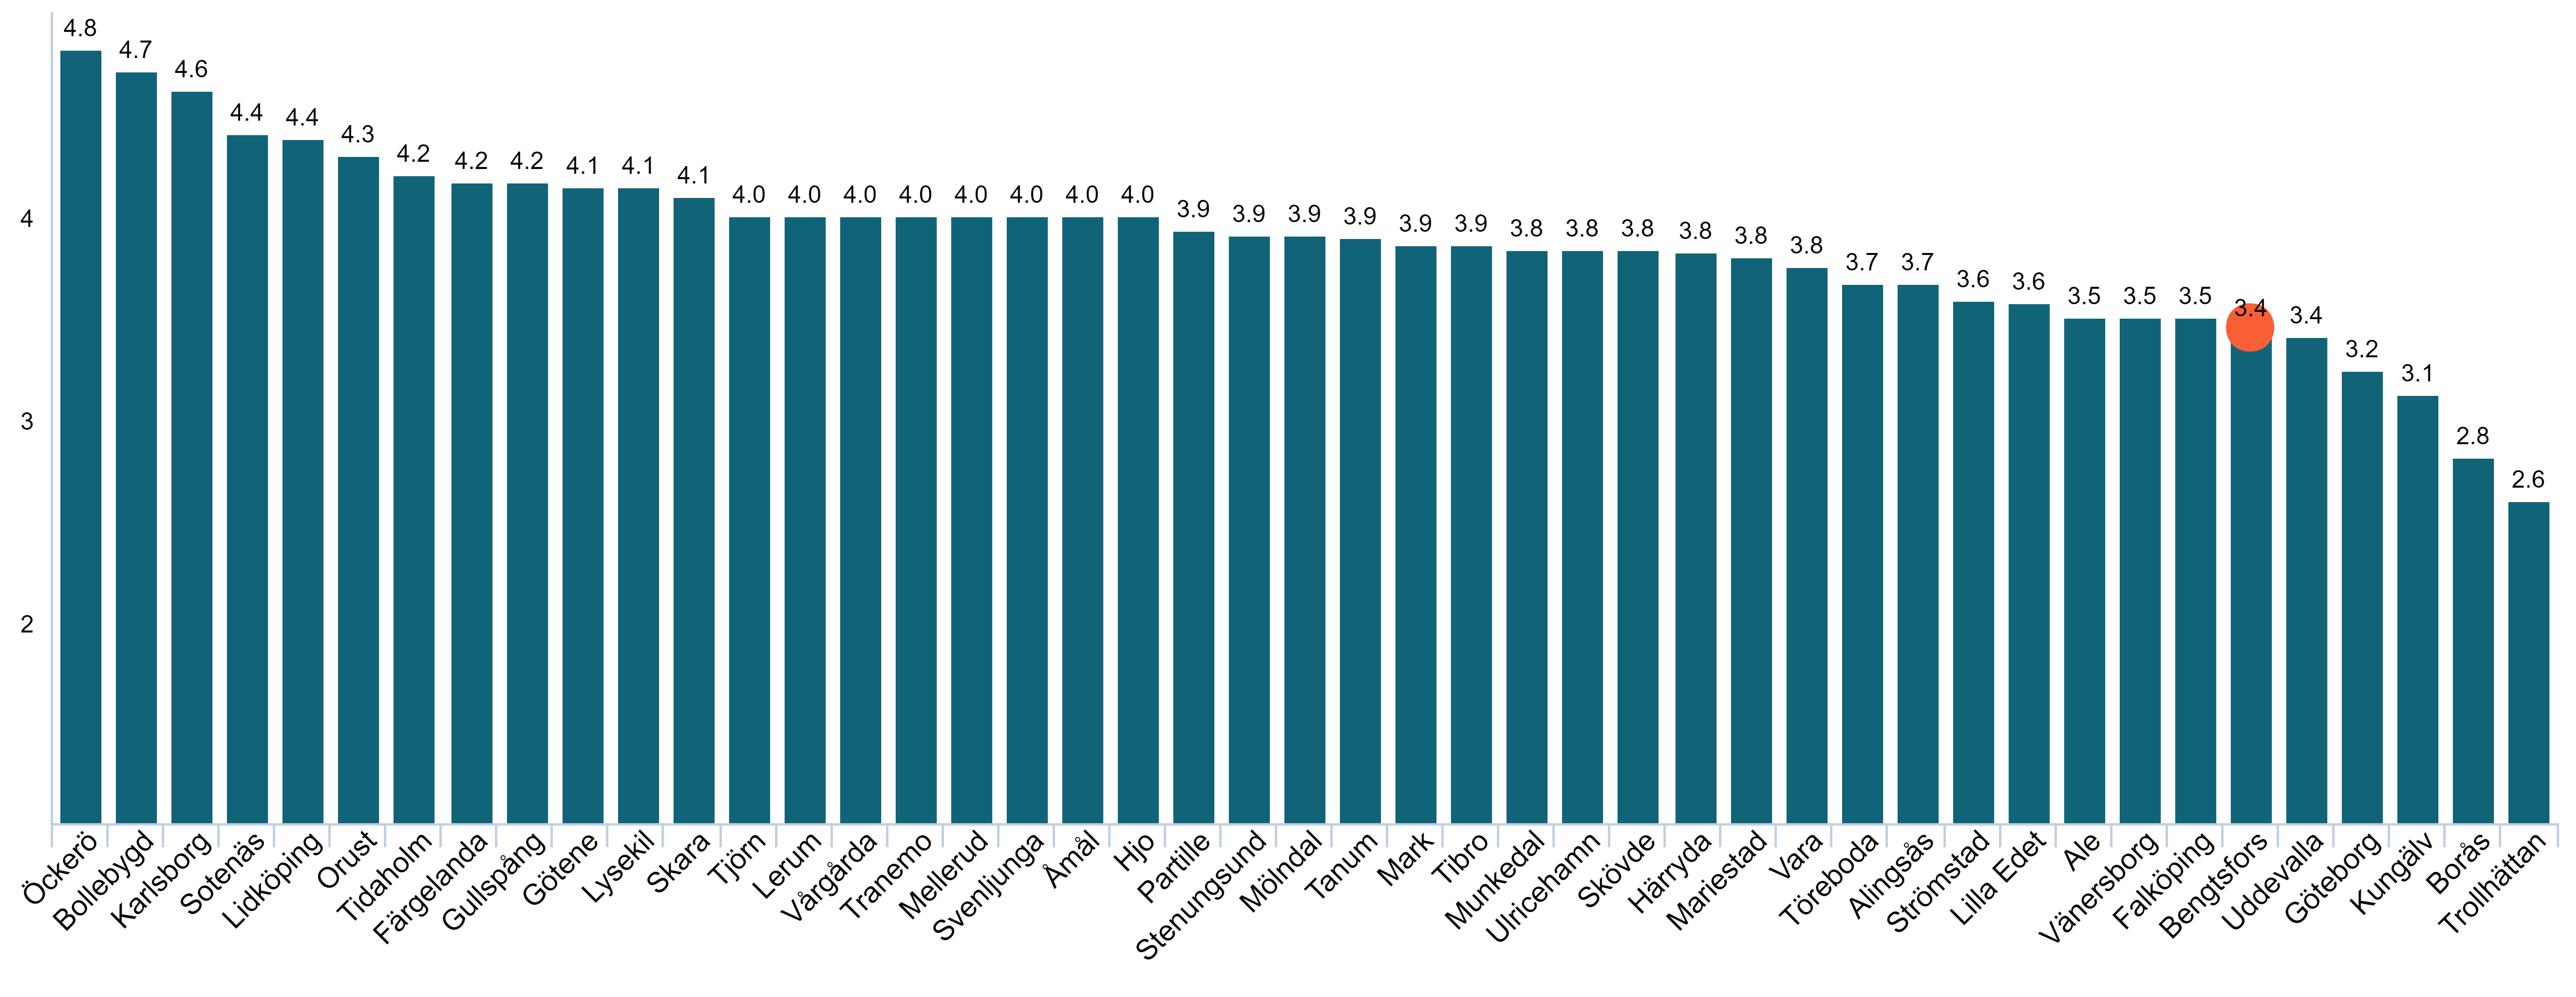 4.8 4.7 4.6 4.4 4.4 4.3 4.2 4.2 4.2 4.1 4.1 4.1 4.0 4.0 4.0 4.0 4.0 4.0 4.0 4.0 3.9 3.9 3.9 3.9 3.9 3.9 3.8 3.8 3.8 3.8 3.8 3.8 3.7 3.7 3.6 3.6 3.5 3.5 3.5 3.4 3.4 3.2 3.1 2.8 2.6
4
3
2
Öckerö
Bollebygd
Karlsborg
Sotenäs
Lidköping
Orust
Tidaholm
Färgelanda
Gullspång
Götene
Lysekil
Skara
Tjörn
Lerum
Vårgårda
Tranemo
Mellerud
Svenljunga
Åmål
Hjo
Partille
Stenungsund
Mölndal
Tanum
Mark
Tibro
Munkedal
Ulricehamn
Skövde
Härryda
Mariestad
Vara
Töreboda
Alingsås
Strömstad
Lilla Edet
Ale
Vänersborg
Falköping
Bengtsfors
Uddevalla
Göteborg
Kungälv
Borås
Trollhättan